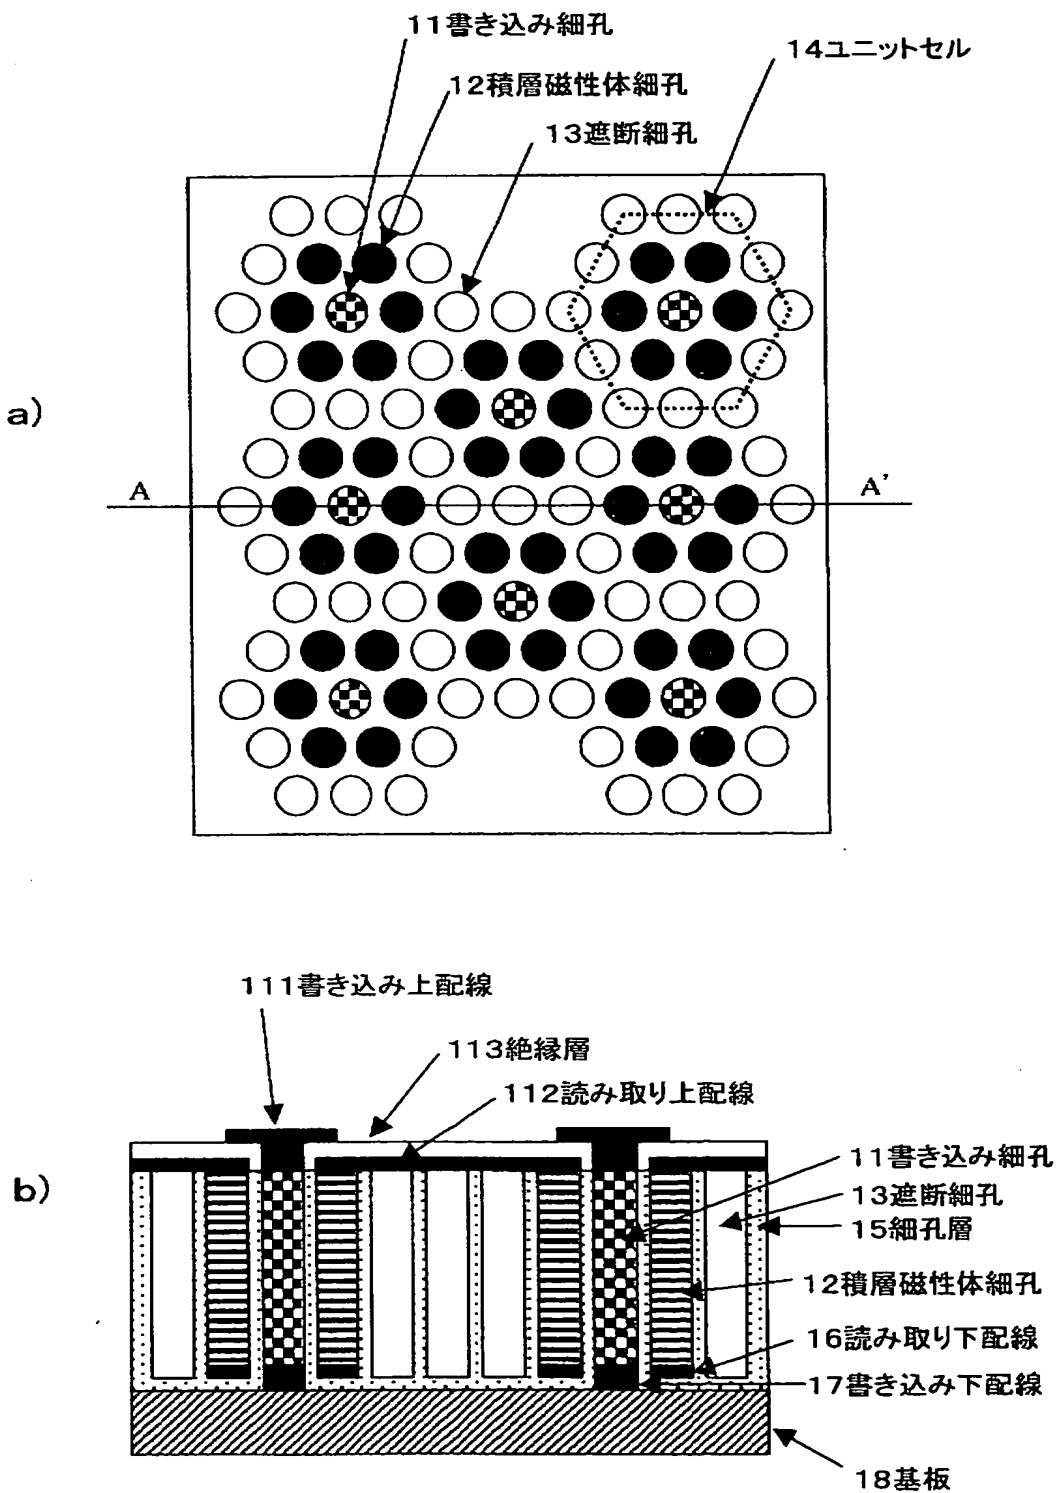 11書き込み細孔
14ユニットセル
12積層磁性体細孔
13遮断細孔
a)
A
A'
111書き込み上配線
113絶縁層
112読み取り上配線
b)
11書き込み細孔
13遮断細孔
15細孔層
12積層磁性体細孔
16読み取り下配線
17書き込み下配線
18基板